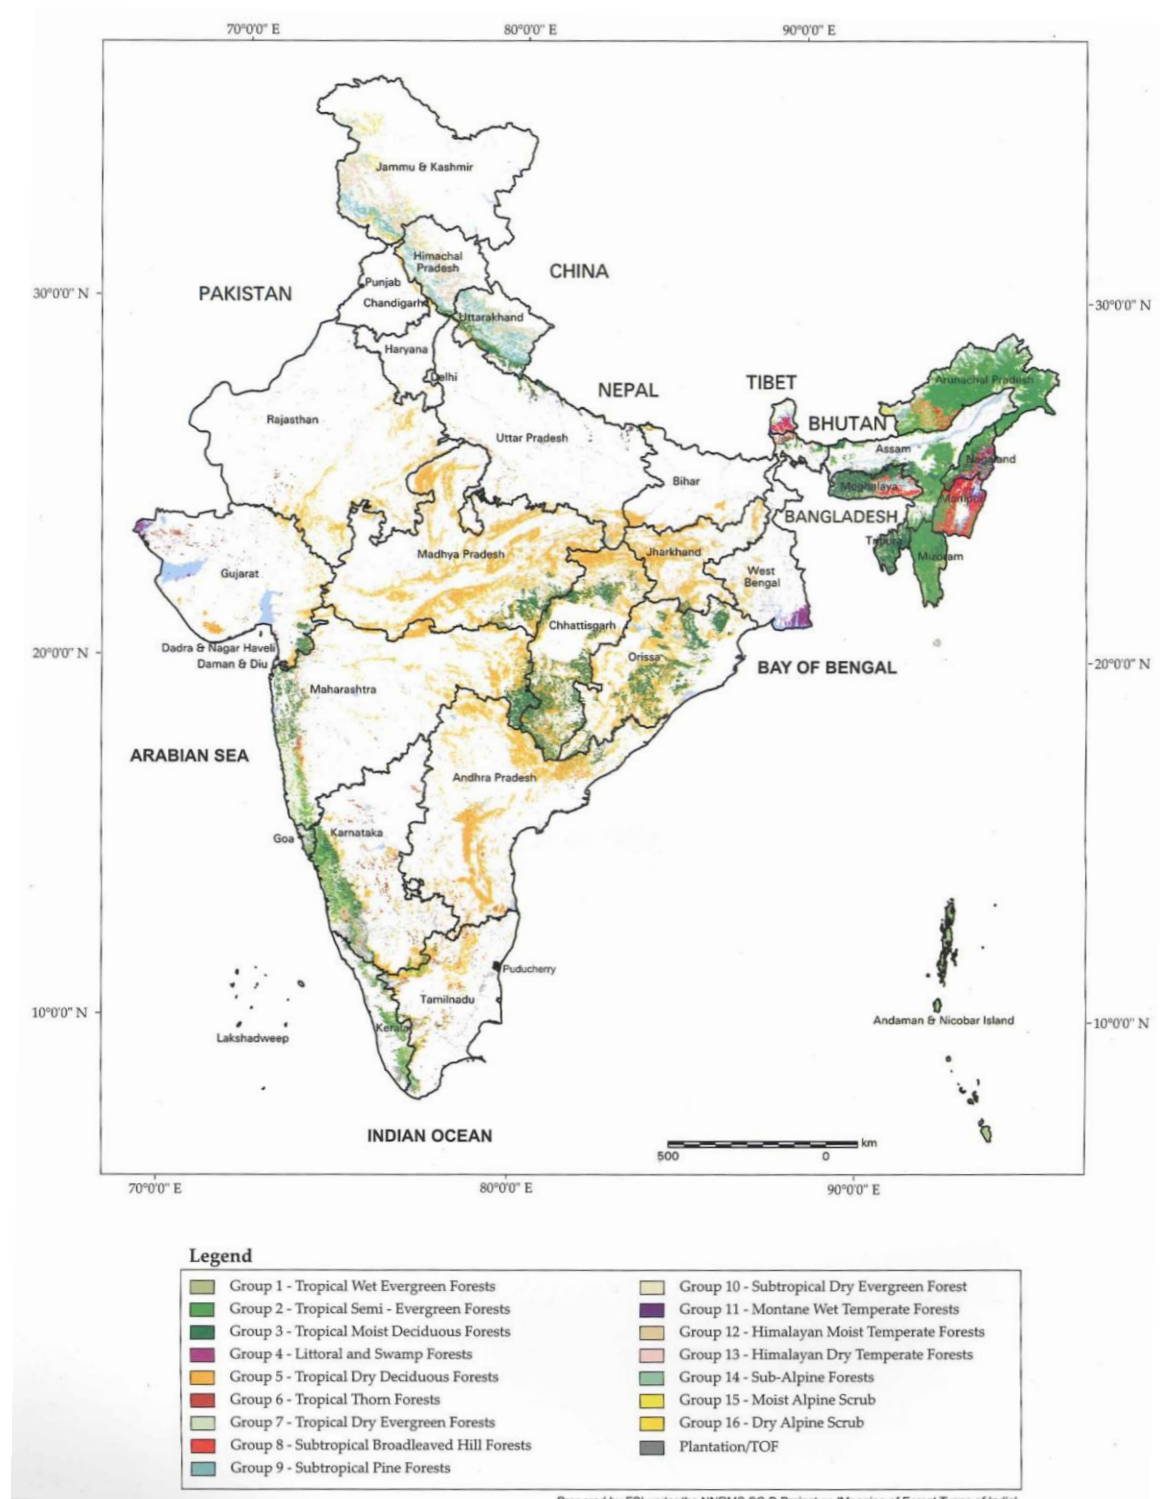 70°0'0" E 80°0'0" E 90°0'0" E
Jammu & Kashmir
Himachal
Pradesh
CHINA
Punjab
PAKISTAN
30°0'0" N
30°0'0" N
Chandigarh
Uttarakhand
Haryana
Delhi
NEPAL
TIBET
Arunachal Pradesh
Rajasthan
BHUTAN
Uttar Pradesh
Assam
Nagaland
Bihar
Meghalaya
Manipur
BANGLADESH
Tripura
Madhya Pradesh
Jharkhand
Mizoram
Gujarat
West
Bengal
Chhattisgarh
Dadra & Nagar Haveli
20°0'0" N
Orissa
Daman & Diu
BAY OF BENGAL
20°0'0" N
Maharashtra
ARABIAN SEA
Andhra Pradesh
Goa
Karnataka
Puducherry
Tamilnadu
10°0'0" N
Andaman & Nicobar Island
10°0'0" N
Kerala
Lakshadweep
INDIAN OCEAN
km
500 0
70°0'0" E 80°0'0" E 90°0'0" E
Legend
Group 1 - Tropical Wet Evergreen Forests
Group 2 - Tropical Semi - Evergreen Forests
Group 3 - Tropical Moist Deciduous Forests
Group 4 - Littoral and Swamp Forests
Group 5 - Tropical Dry Deciduous Forests
Group 6 - Tropical Thorn Forests
Group 7 - Tropical Dry Evergreen Forests
Group 8 - Subtropical Broadleaved Hill Forests
Group 9 - Subtropical Pine Forests
Group 10 - Subtropical Dry Evergreen Forest
Group 11 - Montane Wet Temperate Forests
Group 12 - Himalayan Moist Temperate Forests
Group 13 - Himalayan Dry Temperate Forests
Group 14 - Sub-Alpine Forests
Group 15 - Moist Alpine Scrub
Group 16 - Dry Alpine Scrub
Plantation/TOF